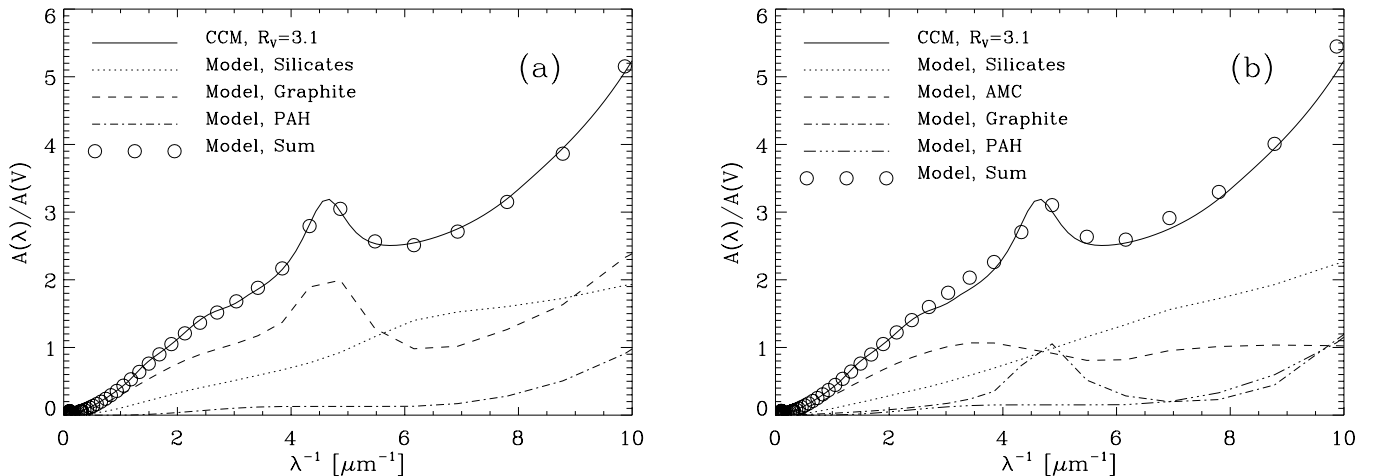 (a)
CCM, R_V=3.1
Model, Silicates
Model, Graphite
Model, PAH
Model, Sum
A(λ)/A(V)
6
5
4
3
2
1
0
0 2 4 6 8 10
λ⁻¹ [μm⁻¹]
(b)
CCM, R_V=3.1
Model, Silicates
Model, AMC
Model, Graphite
Model, PAH
Model, Sum
A(λ)/A(V)
6
5
4
3
2
1
0
0 2 4 6 8 10
λ⁻¹ [μm⁻¹]